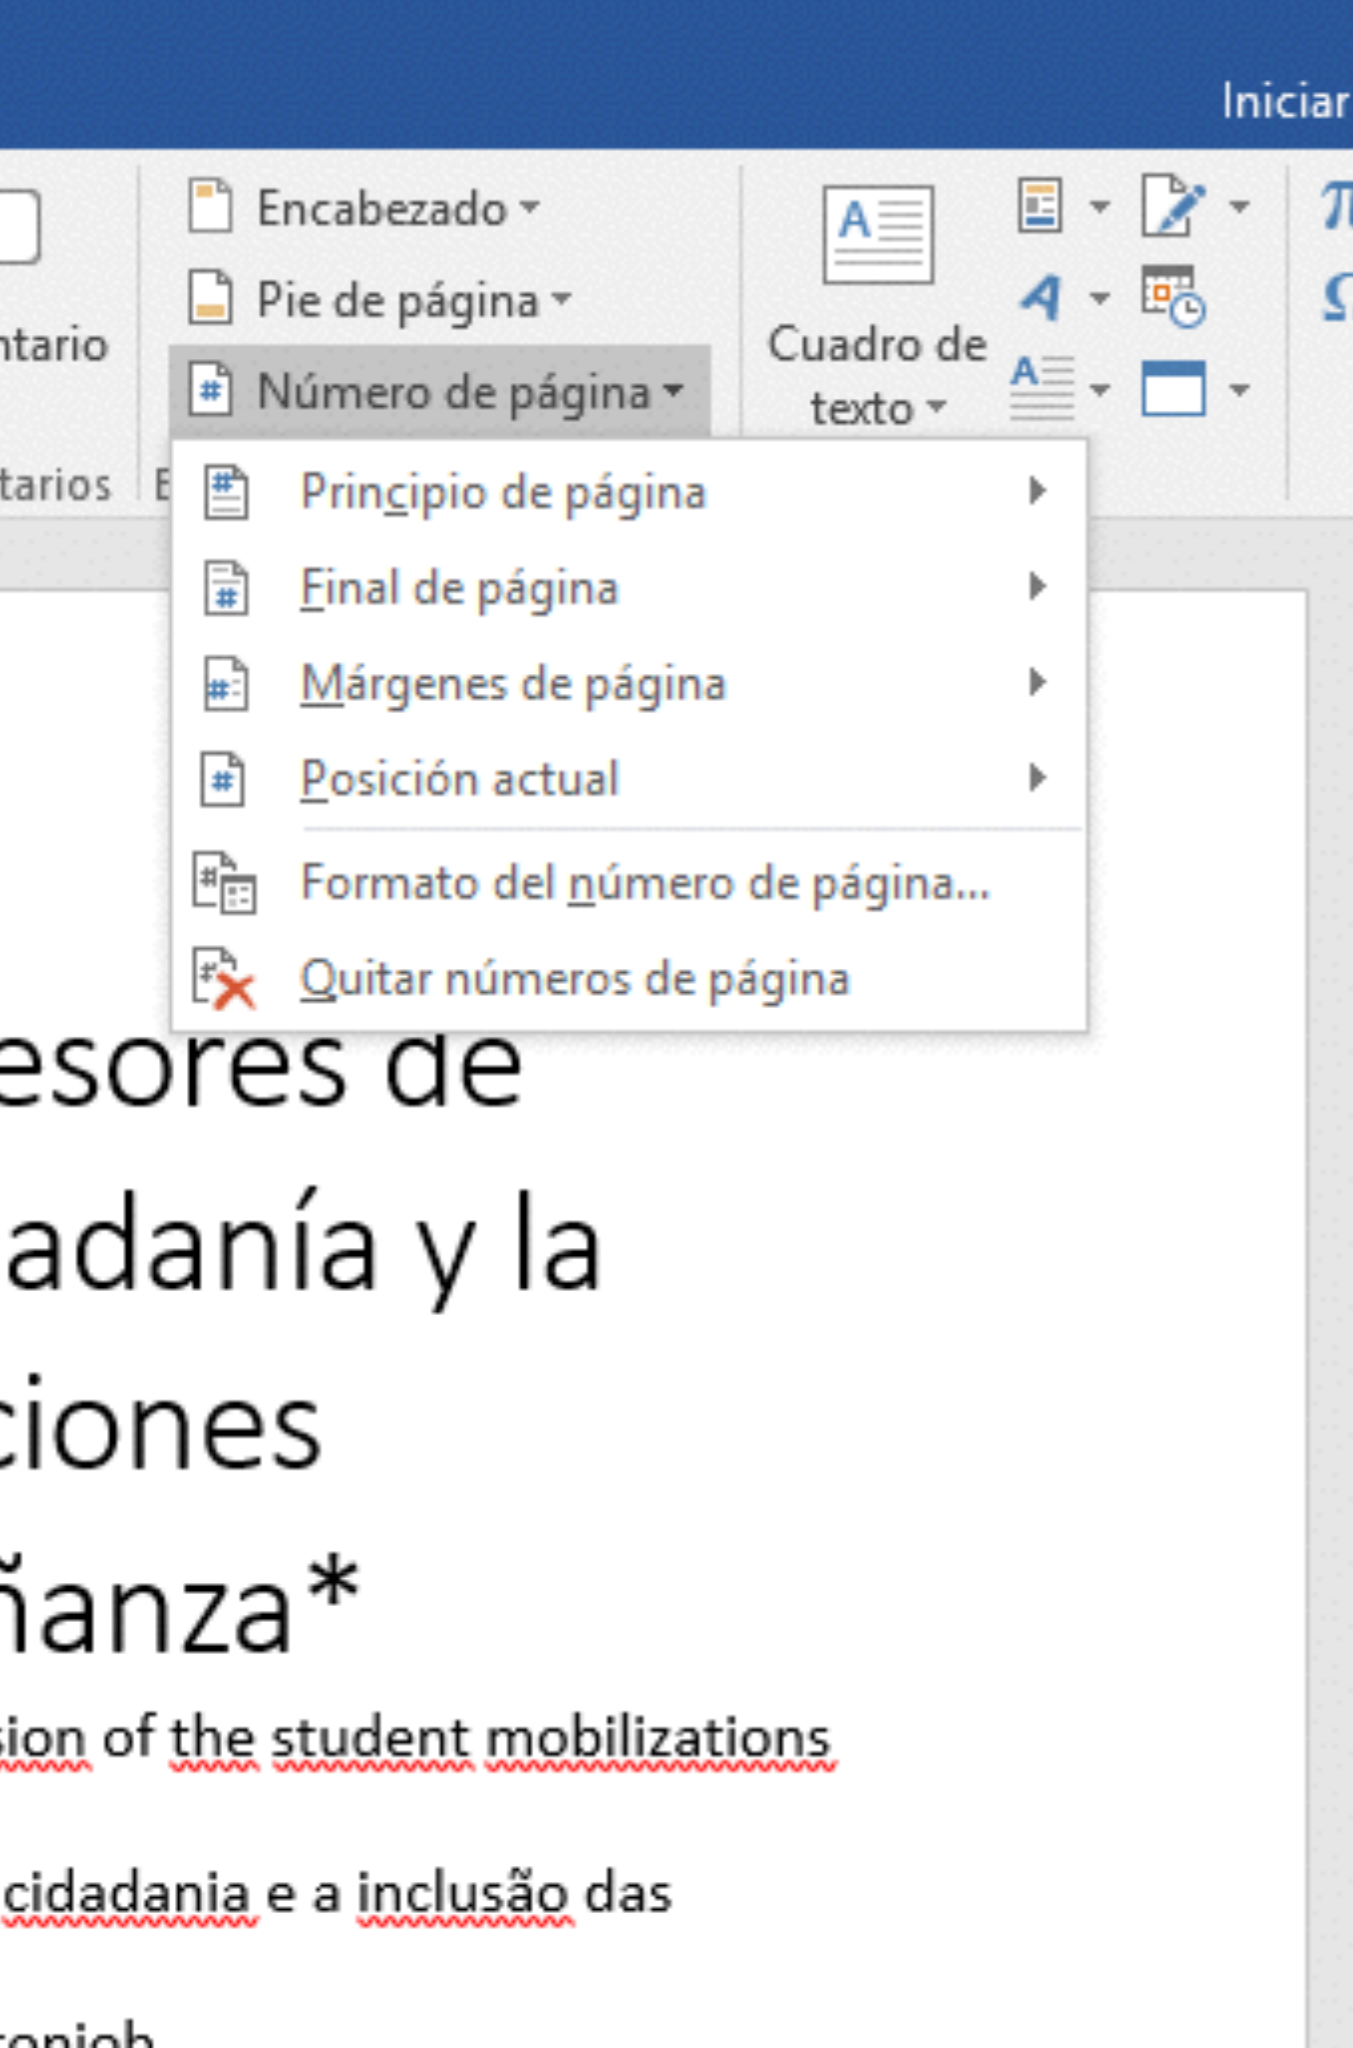 Iniciar
Encabezado
Pie de página
Número de página
Cuadro de
texto
Principio de página
Final de página
Márgenes de página
Posición actual
Formato del número de página...
Quitar números de página
esores de
adanía y la
ciones
ñanza*
sion of the student mobilizations
cidadania e a inclusão das